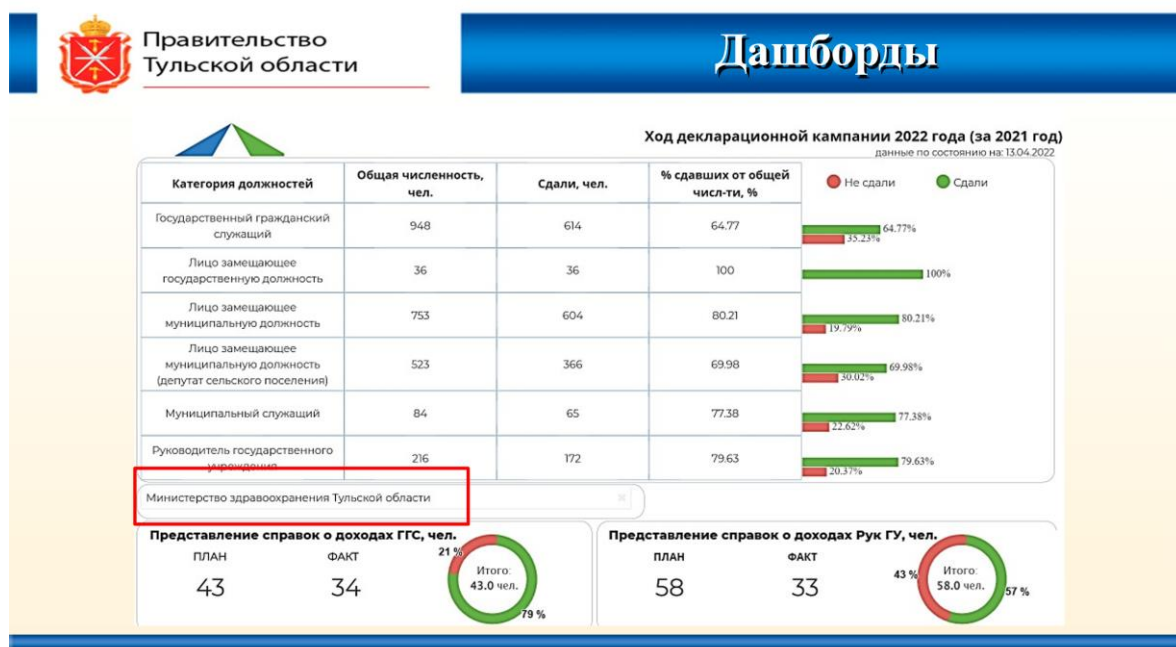 Правительство
Тульской области
Дашборды
Ход декларационной кампании 2022 года (за 2021 год)
данные по состоянию на: 13.04.2022
Категория должностей
Общая численность,
чел.
Сдали, чел.
% сдавших от общей
числ-ти, %
Не сдали
Сдали
Государственный гражданский
служащий
948
614
64.77
64.77%
35.23%
Лицо замещающее
государственную должность
36
36
100
100%
Лицо замещающее
муниципальную должность
753
604
80.21
80.21%
19.79%
Лицо замещающее
муниципальную должность
(депутат сельского поселения)
523
366
69.98
69.98%
30.02%
Муниципальный служащий
84
65
77.38
77.38%
22.62%
Руководитель государственного
учреждения
216
172
79.63
79.63%
20.37%
Министерство здравоохранения Тульской области
Представление справок о доходах ГГС, чел.
ПЛАН
ФАКТ
43
34
21 %
Итого:
43.0 чел.
79 %
Представление справок о доходах Рук ГУ, чел.
ПЛАН
ФАКТ
58
33
43 %
Итого:
58.0 чел.
57 %